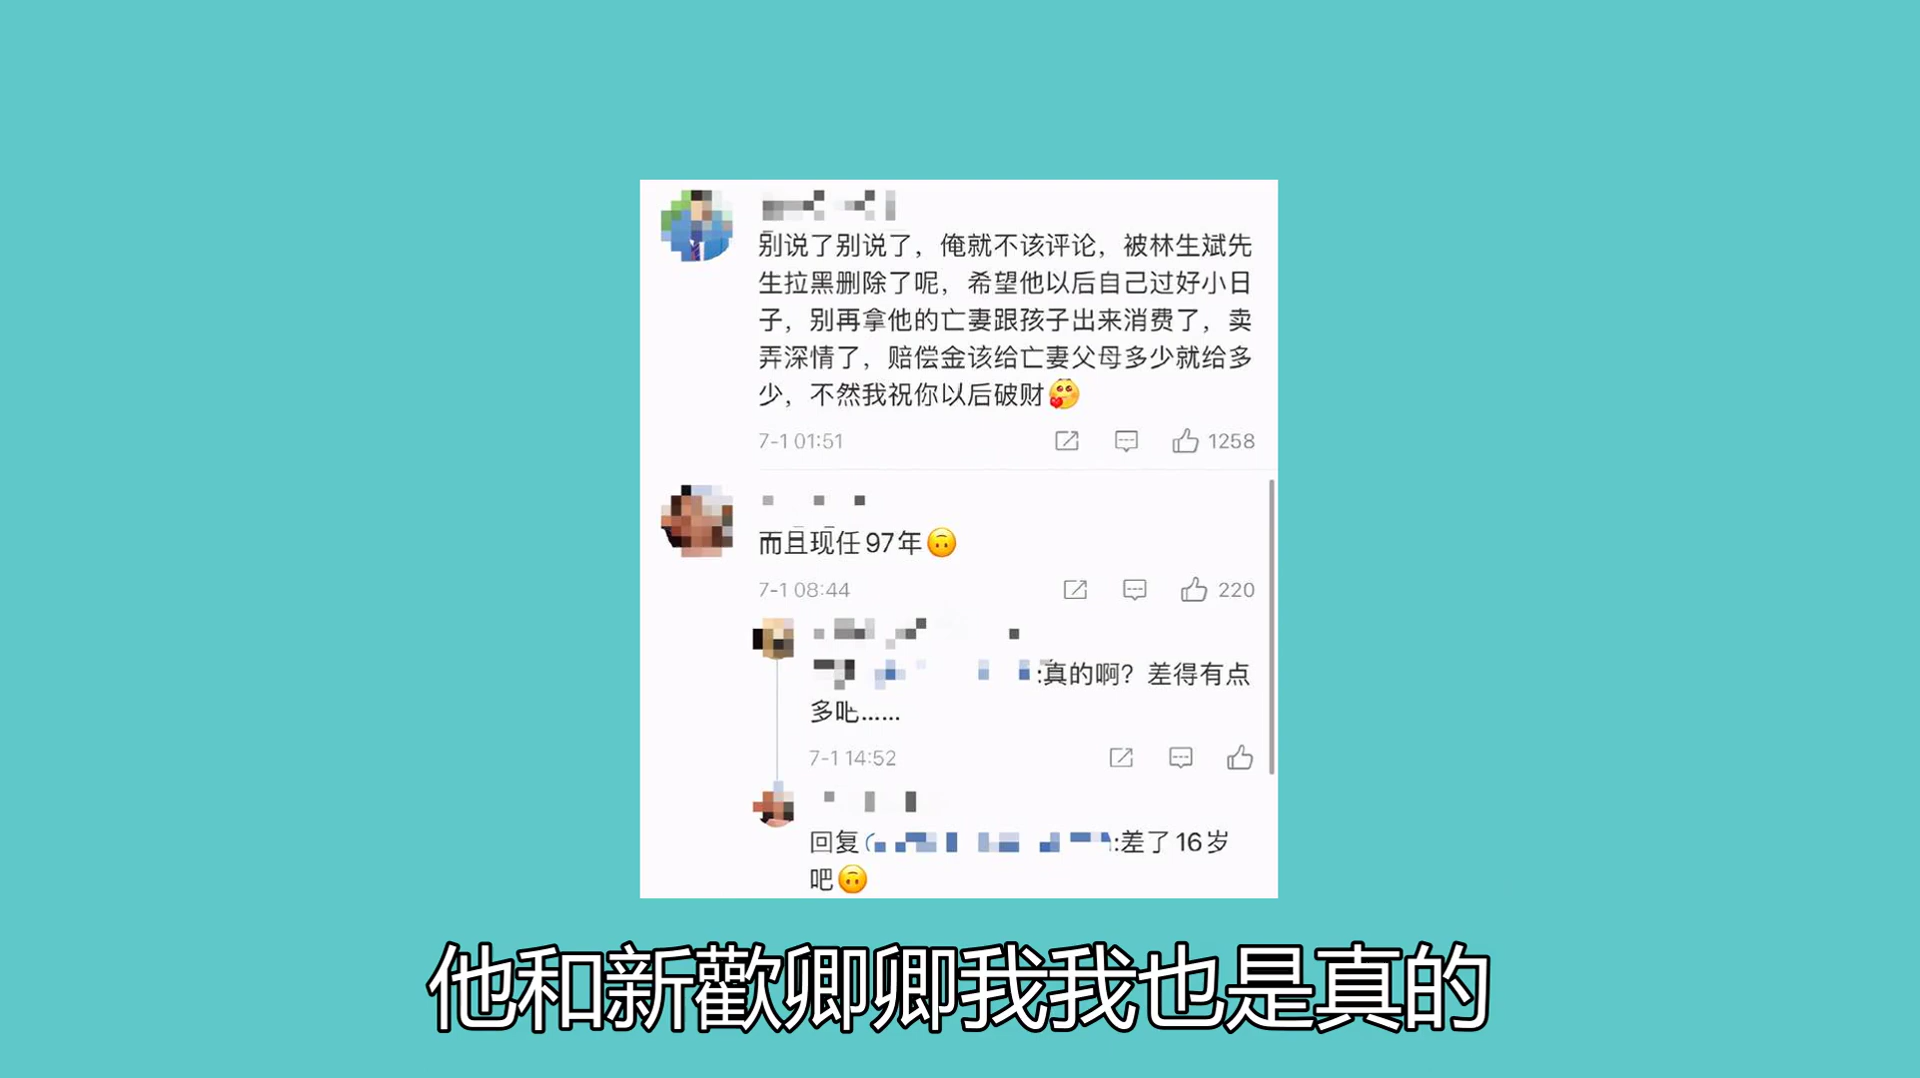 别说了别说了，俺就不该评论，被林生斌先
生拉黑删除了呢，希望他以后自己过好小日
子，别再拿他的亡妻跟孩子出来消费了，卖
弄深情了，赔偿金该给亡妻父母多少就给多
少，不然我祝你以后破财
7-1 01:51
1258
而且现任97年
7-1 08:44
220
:真的啊？差得有点
多吧......
7-1 14:52
回复
:差了16岁
吧
他和新歡卿卿我我也是真的